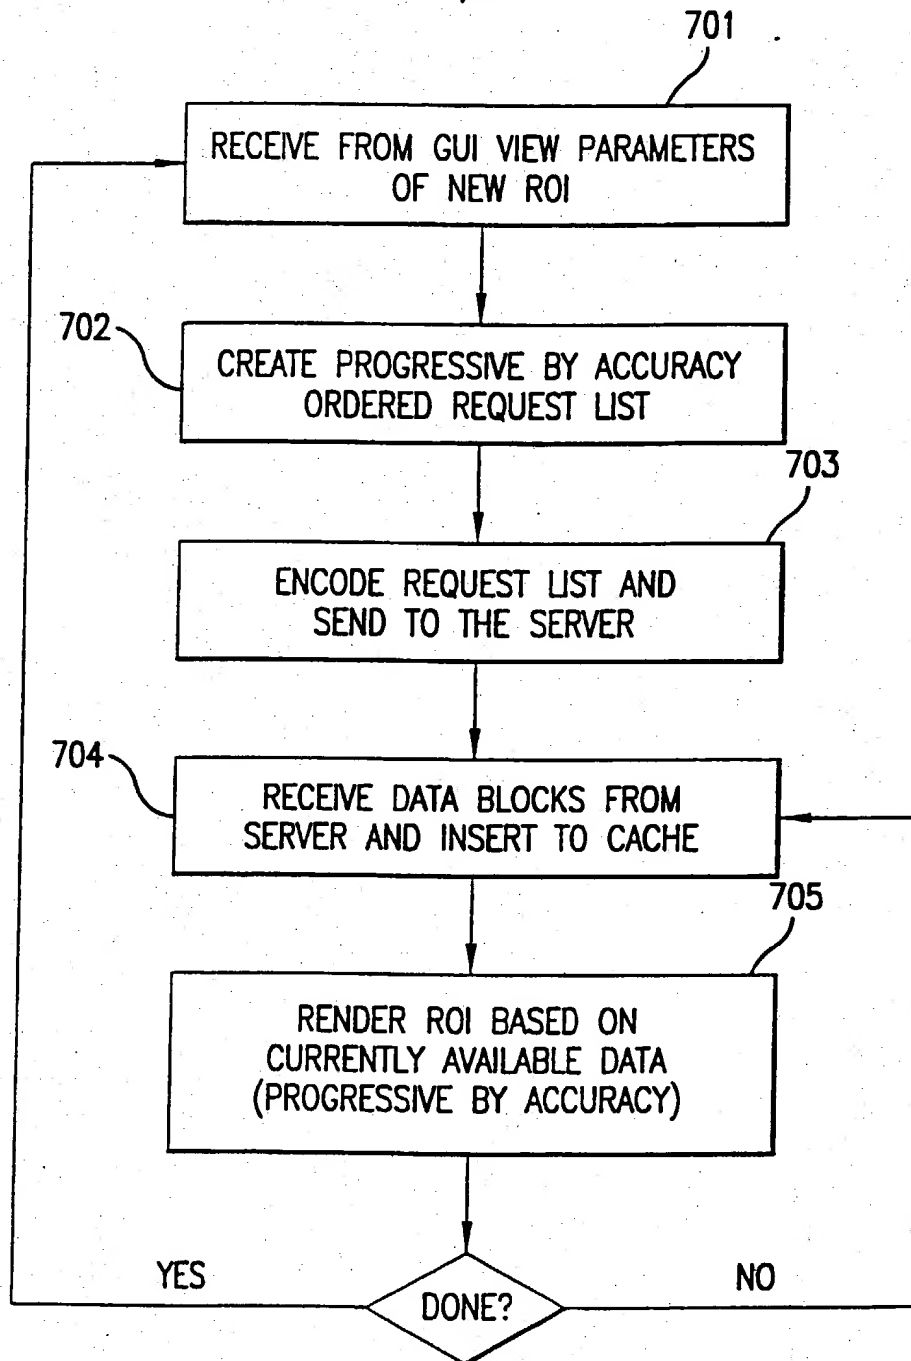 701
RECEIVE FROM GUI VIEW PARAMETERS
OF NEW ROI
702
CREATE PROGRESSIVE BY ACCURACY
ORDERED REQUEST LIST
703
ENCODE REQUEST LIST AND
SEND TO THE SERVER
704
RECEIVE DATA BLOCKS FROM
SERVER AND INSERT TO CACHE
705
RENDER ROI BASED ON
CURRENTLY AVAILABLE DATA
(PROGRESSIVE BY ACCURACY)
YES
DONE?
NO